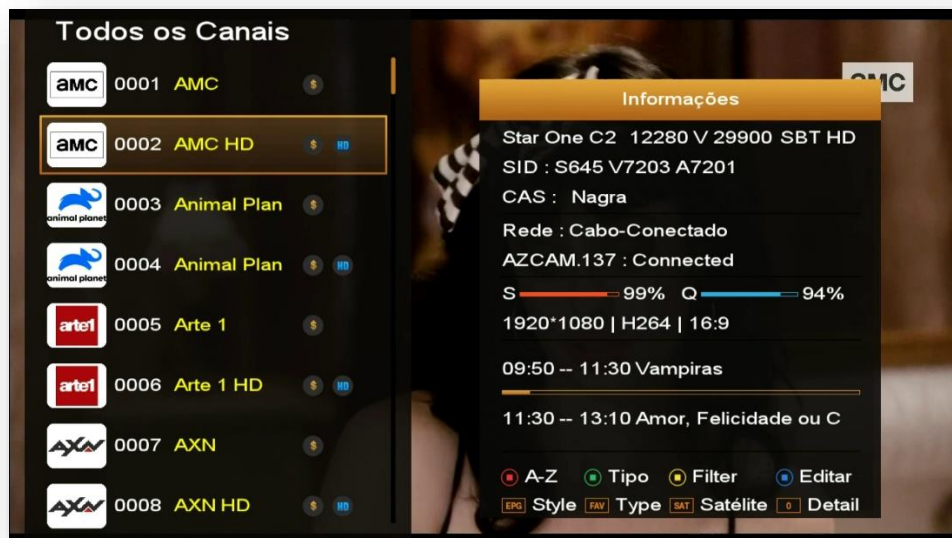 Todos os Canais
aMC 0001 AMC $
aMC 0002 AMC HD $ HD
animal planet 0003 Animal Plan $
animal planet 0004 Animal Plan $ HD
arte1 0005 Arte 1 $
arte1 0006 Arte 1 HD $ HD
AXN 0007 AXN $
AXN 0008 AXN HD $ HD
aMC
Informações
Star One C2 12280 V 29900 SBT HD
SID : S645 V7203 A7201
CAS : Nagra
Rede : Cabo-Conectado
AZCAM.137 : Connected
S 99% Q 94%
1920*1080 | H264 | 16:9
09:50 -- 11:30 Vampiras
11:30 -- 13:10 Amor, Felicidade ou C
A-Z Tipo Filter Editar
EPG Style FAV Type SAT Satélite 0 Detail